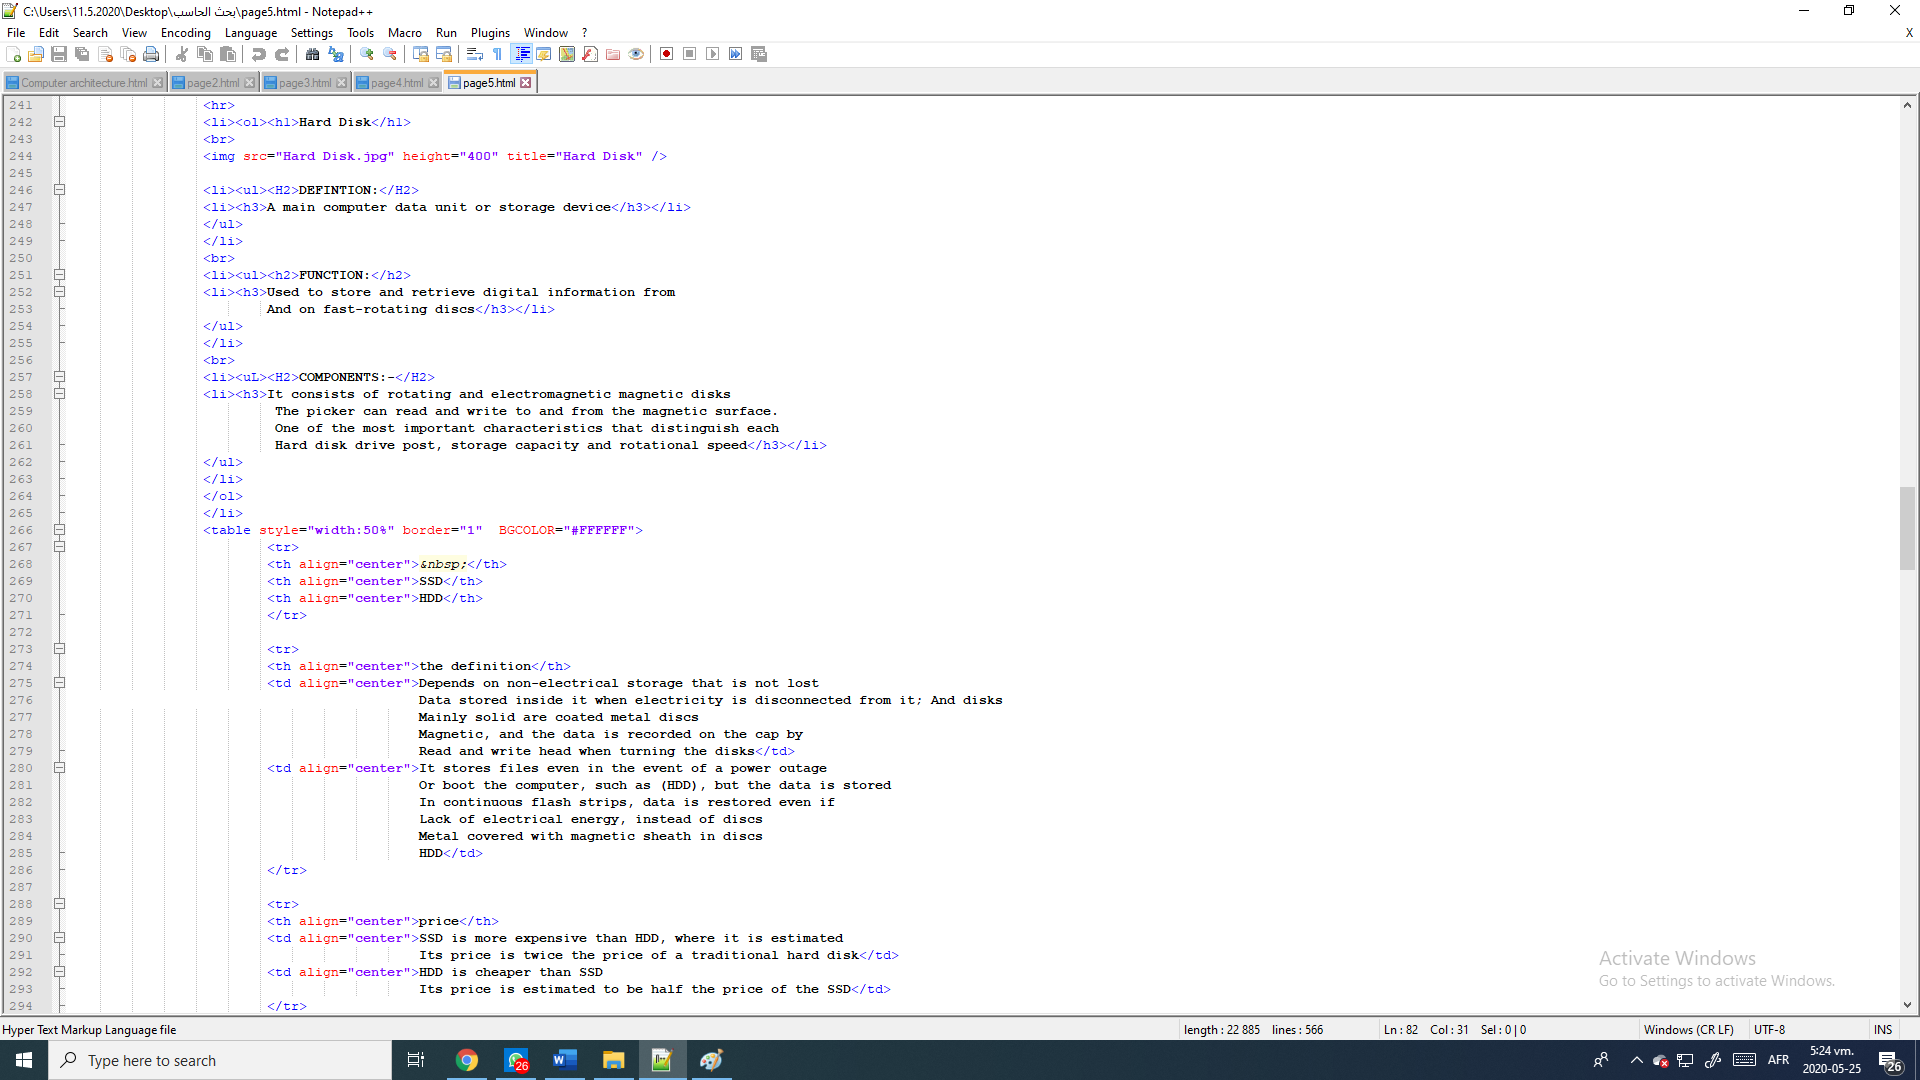 C:\Users\11.5.2020\Desktop\بحث الحاسب\page5.html - Notepad++
File Edit Search View Encoding Language Settings Tools Macro Run Plugins Window ? X
Computer architecture.html page2.html page3.html page4.html page5.html
241 <hr>
242 <li><ol><h1>Hard Disk</h1>
243 <br>
244 <img src="Hard Disk.jpg" height="400" title="Hard Disk" />
245
246 <li><ul><H2>DEFINTION:</H2>
247 <li><h3>A main computer data unit or storage device</h3></li>
248 </ul>
249 </li>
250 <br>
251 <li><ul><h2>FUNCTION:</h2>
252 <li><h3>Used to store and retrieve digital information from
253 And on fast-rotating discs</h3></li>
254 </ul>
255 </li>
256 <br>
257 <li><uL><H2>COMPONENTS:-</H2>
258 <li><h3>It consists of rotating and electromagnetic magnetic disks
259 The picker can read and write to and from the magnetic surface.
260 One of the most important characteristics that distinguish each
261 Hard disk drive post, storage capacity and rotational speed</h3></li>
262 </ul>
263 </li>
264 </ol>
265 </li>
266 <table style="width:50%" border="1" BGCOLOR="#FFFFFF">
267 <tr>
268 <th align="center">&nbsp;</th>
269 <th align="center">SSD</th>
270 <th align="center">HDD</th>
271 </tr>
272
273 <tr>
274 <th align="center">the definition</th>
275 <td align="center">Depends on non-electrical storage that is not lost
276 Data stored inside it when electricity is disconnected from it; And disks
277 Mainly solid are coated metal discs
278 Magnetic, and the data is recorded on the cap by
279 Read and write head when turning the disks</td>
280 <td align="center">It stores files even in the event of a power outage
281 Or boot the computer, such as (HDD), but the data is stored
282 In continuous flash strips, data is restored even if
283 Lack of electrical energy, instead of discs
284 Metal covered with magnetic sheath in discs
285 HDD</td>
286 </tr>
287
288 <tr>
289 <th align="center">price</th>
290 <td align="center">SSD is more expensive than HDD, where it is estimated
291 Its price is twice the price of a traditional hard disk</td>
292 <td align="center">HDD is cheaper than SSD
293 Its price is estimated to be half the price of the SSD</td>
294 </tr>
Activate Windows
Go to Settings to activate Windows.
Hyper Text Markup Language file length : 22 885 lines : 566 Ln : 82 Col : 31 Sel : 0 | 0 Windows (CR LF) UTF-8 INS
Type here to search 26 AFR 5:24 vm. 26
2020-05-25